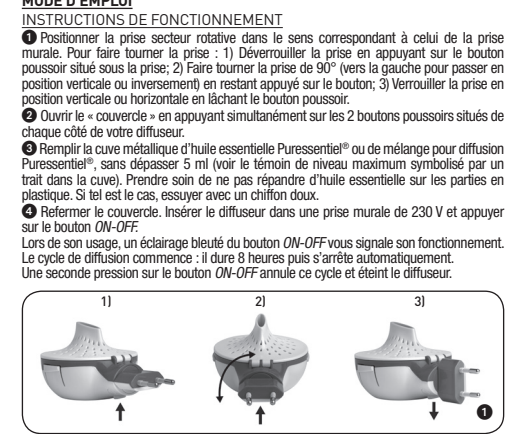 MODE D'EMPLOI
INSTRUCTIONS DE FONCTIONNEMENT
❶ Positionner la prise secteur rotative dans le sens correspondant à celui de la prise
murale. Pour faire tourner la prise : 1) Déverrouiller la prise en appuyant sur le bouton
poussoir situé sous la prise; 2) Faire tourner la prise de 90° (vers la gauche pour passer en
position verticale ou inversement) en restant appuyé sur le bouton; 3) Verrouiller la prise en
position verticale ou horizontale en lâchant le bouton poussoir.
❷ Ouvrir le « couvercle » en appuyant simultanément sur les 2 boutons poussoirs situés de
chaque côté de votre diffuseur.
❸ Remplir la cuve métallique d'huile essentielle Puressentiel® ou de mélange pour diffusion
Puressentiel®, sans dépasser 5 ml (voir le témoin de niveau maximum symbolisé par un
trait dans la cuve). Prendre soin de ne pas répandre d'huile essentielle sur les parties en
plastique. Si tel est le cas, essuyer avec un chiffon doux.
❹ Refermer le couvercle. Insérer le diffuseur dans une prise murale de 230 V et appuyer
sur le bouton ON-OFF.
Lors de son usage, un éclairage bleuté du bouton ON-OFF vous signale son fonctionnement.
Le cycle de diffusion commence : il dure 8 heures puis s'arrête automatiquement.
Une seconde pression sur le bouton ON-OFF annule ce cycle et éteint le diffuseur.
1) 2) 3)
❶